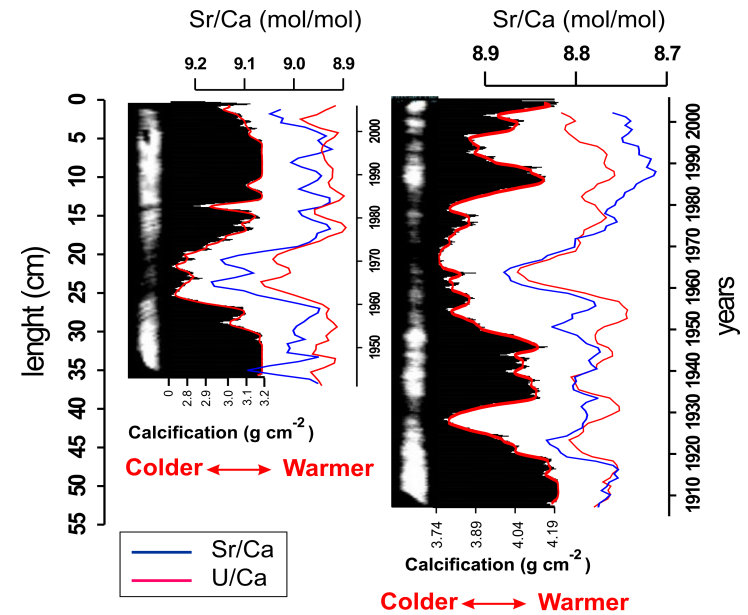 Sr/Ca (mol/mol)
9.2 9.1 9.0 8.9
Sr/Ca (mol/mol)
8.9 8.8 8.7
lenght (cm)
0
5
10
15
20
25
30
35
40
45
50
55
2000
1990
1980
1970
1960
1950
2000
1990
1980
1970
1960
1950
1940
1930
1920
1910
years
0 2.8 2.9 3.0 3.1 3.2
Calcification (g cm-2 )
Colder Warmer
3.74 3.89 4.04 4.19
Calcification (g cm-2 )
Colder Warmer
Sr/Ca
U/Ca